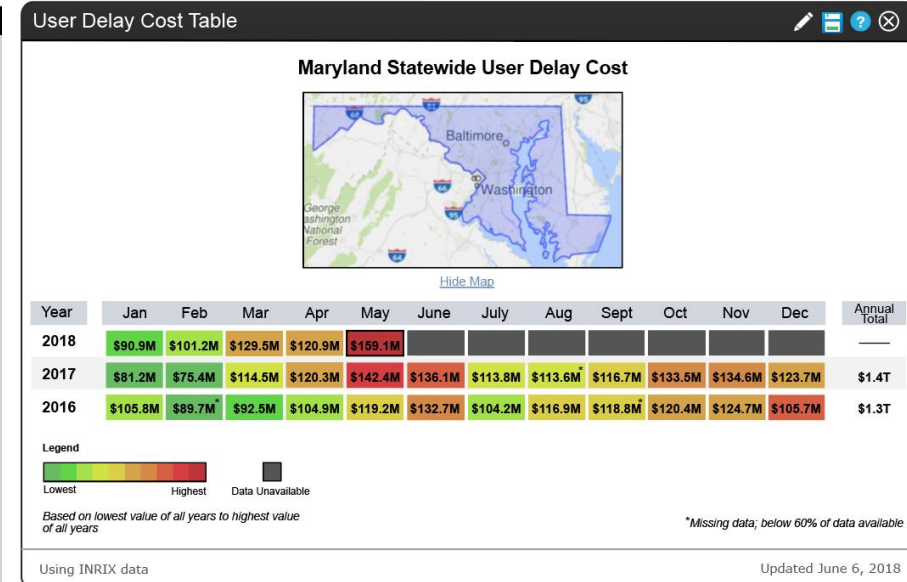 User Delay Cost Table
Maryland Statewide User Delay Cost
68
81
95
Baltimore
66
Washington
95
George
ashington
National
Forest
64
Hide Map
Year Jan Feb Mar Apr May June July Aug Sept Oct Nov Dec Annual Total
2018 $90.9M $101.2M $129.5M $120.9M $159.1M ——
2017 $81.2M $75.4M $114.5M $120.3M $142.4M $136.1M $113.8M $113.6M* $116.7M $133.5M $134.6M $123.7M $1.4T
2016 $105.8M $89.7M* $92.5M $104.9M $119.2M $132.7M $104.2M $116.9M $118.8M* $120.4M $124.7M $105.7M $1.3T
Legend
Lowest Highest Data Unavailable
Based on lowest value of all years to highest value
of all years
*Missing data; below 60% of data available
Using INRIX data Updated June 6, 2018